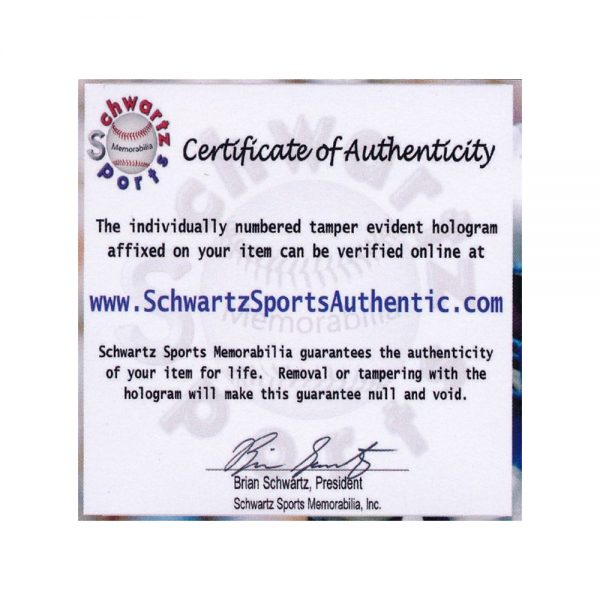 Schwartz
Sports
Memorabilia
Certificate of Authenticity
The individually numbered tamper evident hologram
affixed on your item can be verified online at
www.SchwartzSportsAuthentic.com
Schwartz Sports Memorabilia guarantees the authenticity
of your item for life. Removal or tampering with the
hologram will make this guarantee null and void.
Brian Schwartz
Brian Schwartz, President
Schwartz Sports Memorabilia, Inc.